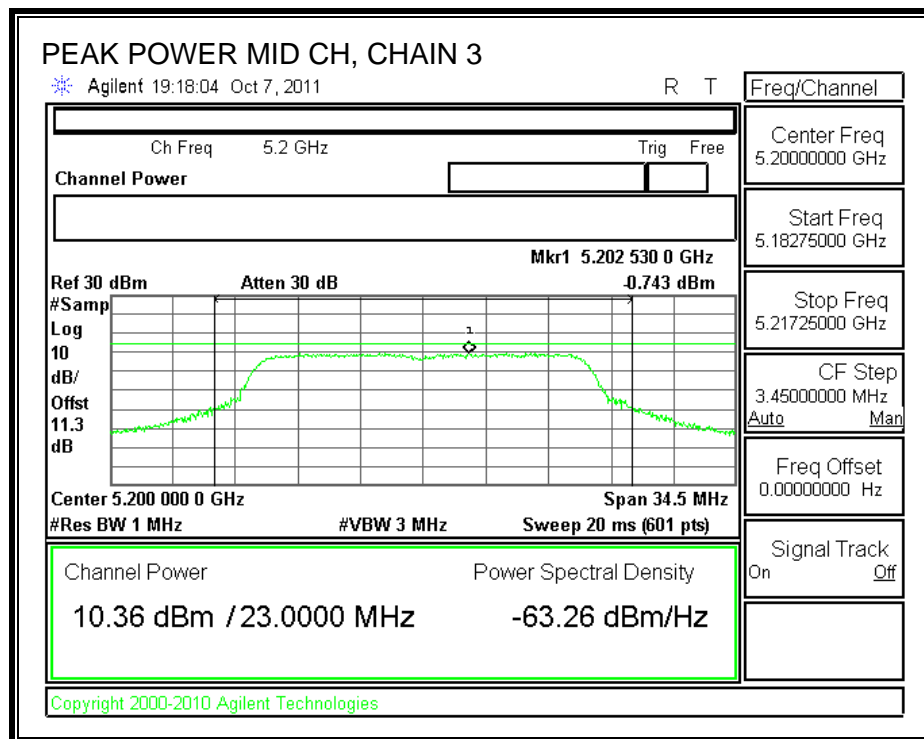 PEAK POWER MID CH, CHAIN 3
Agilent 19:18:04 Oct 7, 2011 R T
Ch Freq 5.2 GHz Trig Free
Channel Power
Mkr1 5.202 530 0 GHz
Ref 30 dBm Atten 30 dB -0.743 dBm
#Samp
Log
10
dB/
Offst
11.3
dB
1
Center 5.200 000 0 GHz Span 34.5 MHz
#Res BW 1 MHz #VBW 3 MHz Sweep 20 ms (601 pts)
Channel Power Power Spectral Density
10.36 dBm / 23.0000 MHz -63.26 dBm/Hz
Copyright 2000-2010 Agilent Technologies
Freq/Channel
Center Freq
5.20000000 GHz
Start Freq
5.18275000 GHz
Stop Freq
5.21725000 GHz
CF Step
3.45000000 MHz
Auto Man
Freq Offset
0.00000000 Hz
Signal Track
On Off